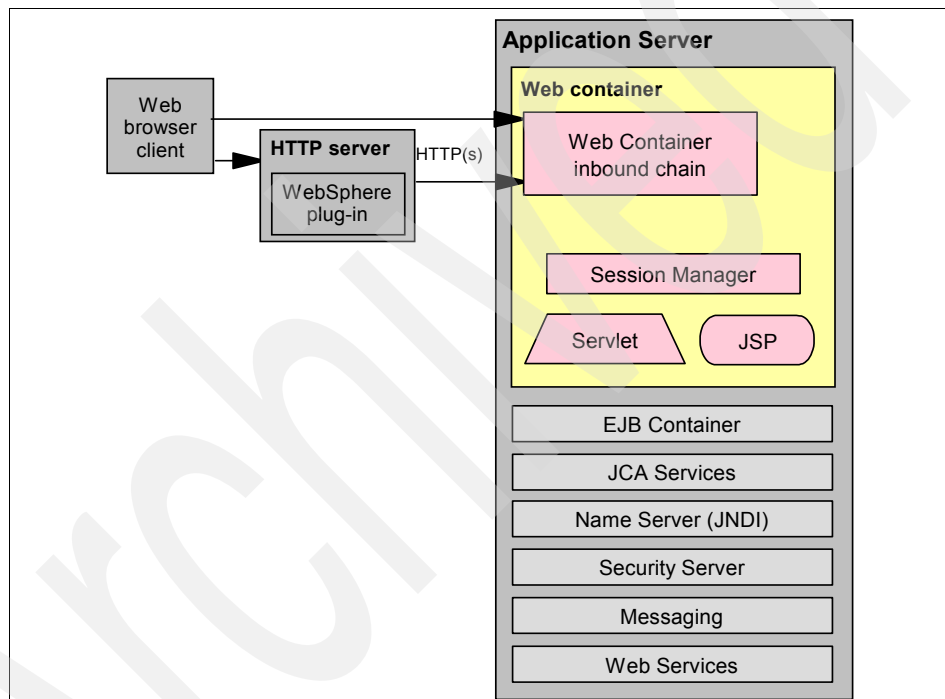 Application Server
Web container
Web
browser
client
HTTP server
WebSphere
plug-in
HTTP(s)
Web Container
inbound chain
Session Manager
Servlet
JSP
EJB Container
JCA Services
Name Server (JNDI)
Security Server
Messaging
Web Services
Archived